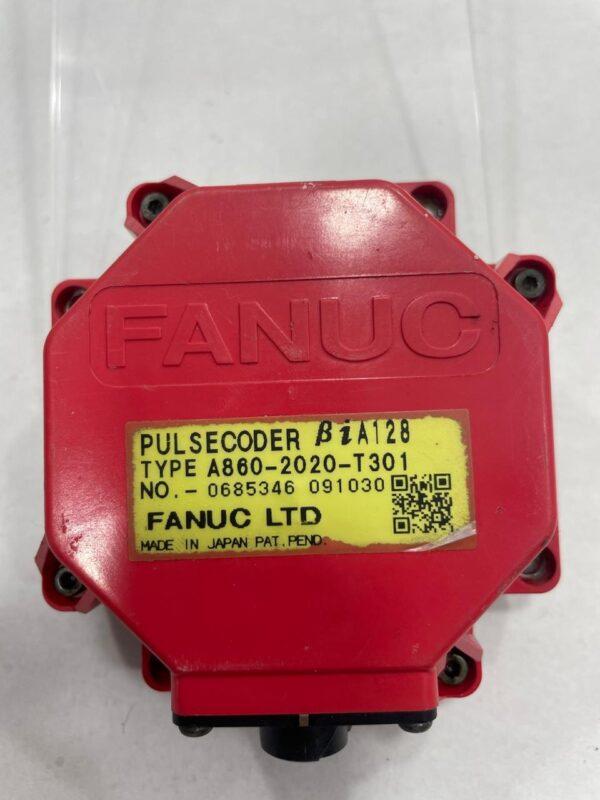 FANUC
PULSECODER βiA128
TYPE A860-2020-T301
NO.- 0685346 091030
FANUC LTD
MADE IN JAPAN PAT.PEND.